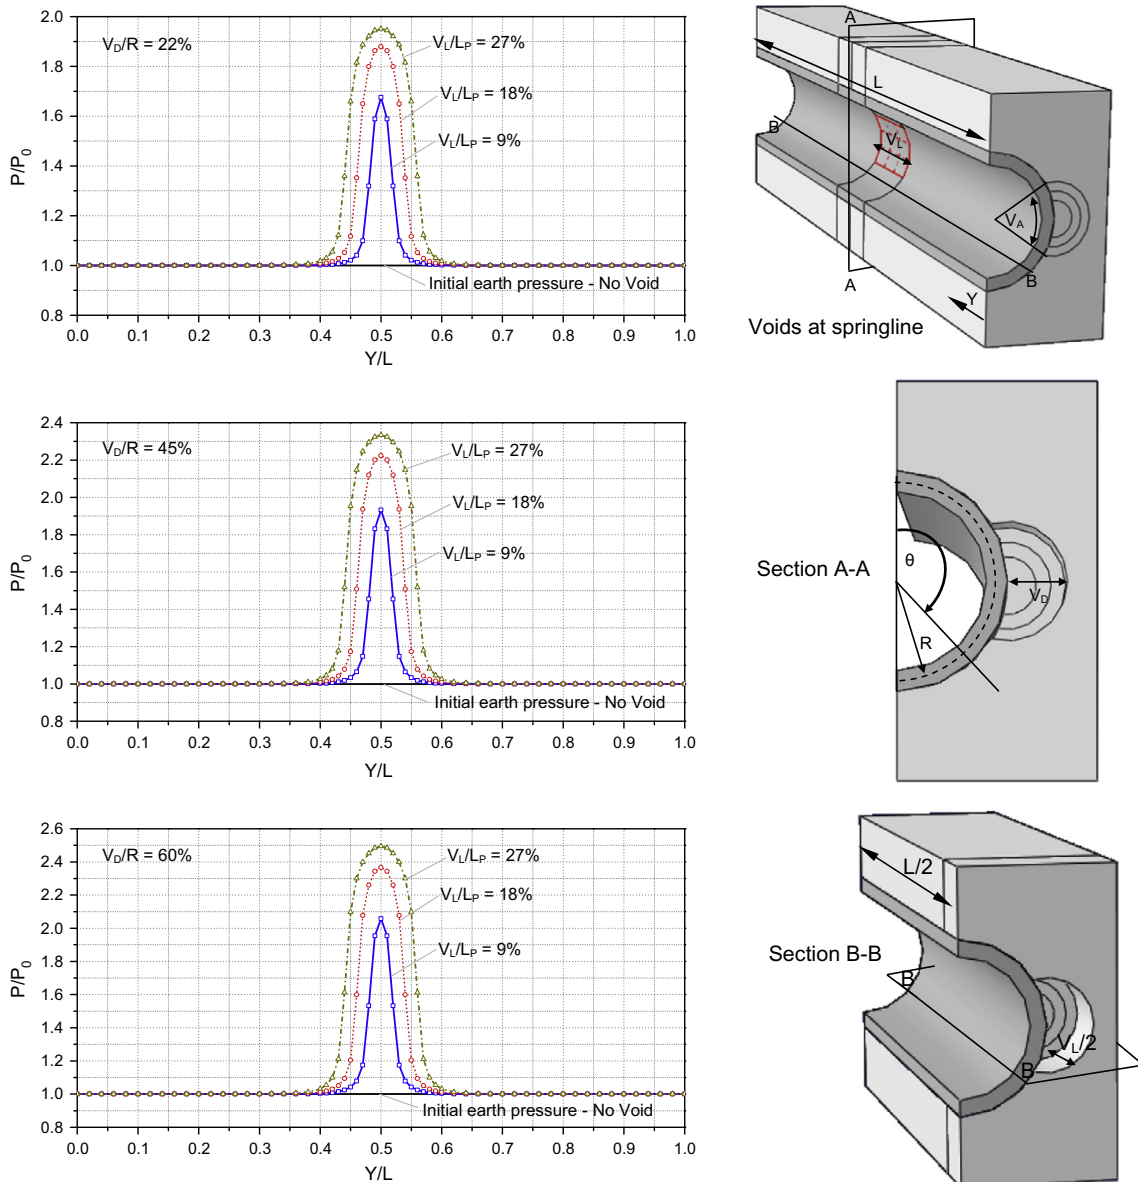 2.0
1.8
1.6
1.4
1.2
1.0
0.8
P/P0
VD/R = 22%
VL/LP = 27%
VL/LP = 18%
VL/LP = 9%
Initial earth pressure - No Void
0.0 0.1 0.2 0.3 0.4 0.5 0.6 0.7 0.8 0.9 1.0
Y/L
A
L
B
VL
VA
B
A
Y
Voids at springline
2.4
2.2
2.0
1.8
1.6
1.4
1.2
1.0
0.8
P/P0
VD/R = 45%
VL/LP = 27%
VL/LP = 18%
VL/LP = 9%
Initial earth pressure - No Void
0.0 0.1 0.2 0.3 0.4 0.5 0.6 0.7 0.8 0.9 1.0
Y/L
Section A-A
θ
VD
R
2.6
2.4
2.2
2.0
1.8
1.6
1.4
1.2
1.0
0.8
P/P0
VD/R = 60%
VL/LP = 27%
VL/LP = 18%
VL/LP = 9%
Initial earth pressure - No Void
0.0 0.1 0.2 0.3 0.4 0.5 0.6 0.7 0.8 0.9 1.0
Y/L
L/2
Section B-B
B
VL/2
B